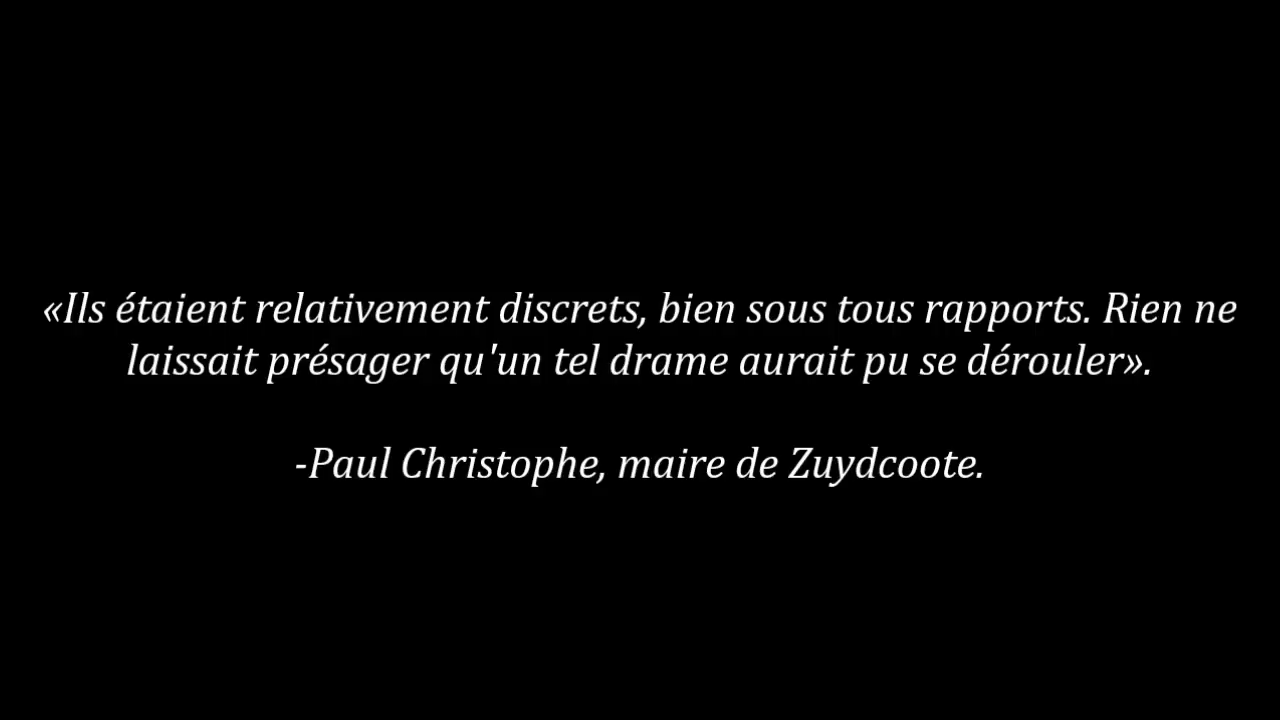 «Ils étaient relativement discrets, bien sous tous rapports. Rien ne
laissait présager qu'un tel drame aurait pu se dérouler».
-Paul Christophe, maire de Zuydcoote.